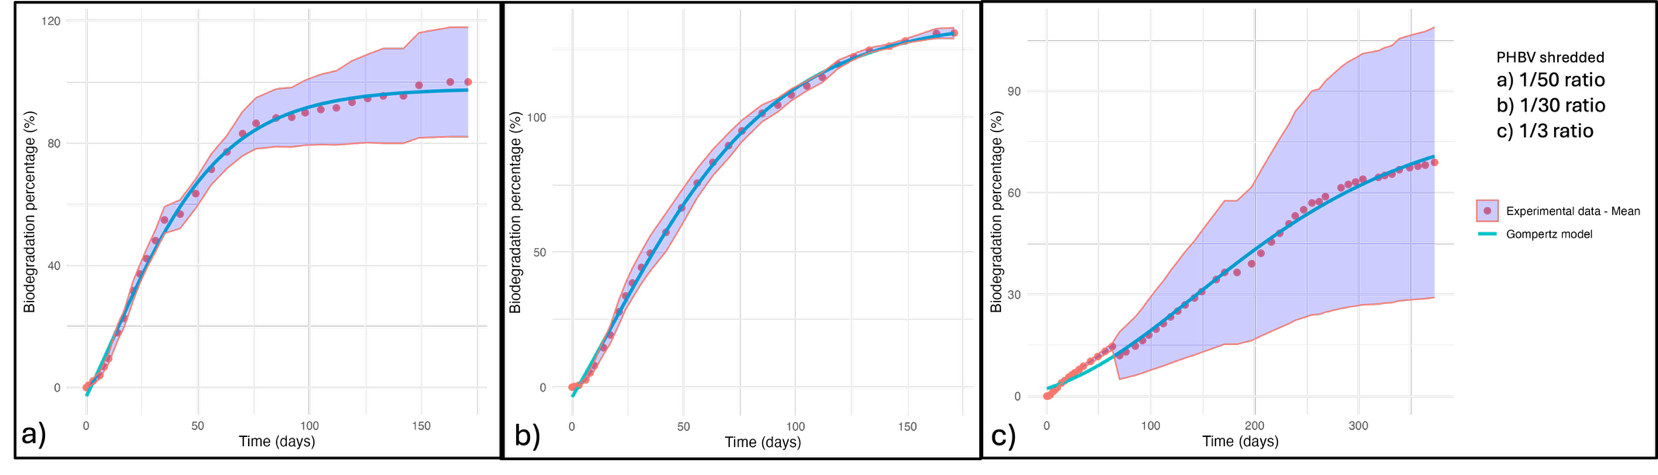 Biodegradation percentage (%)
120
80
40
0
0
50
100
150
Time (days)
a)
Biodegradation percentage (%)
100
50
0
0
50
100
150
Time (days)
b)
Biodegradation percentage (%)
90
60
30
0
0
100
200
300
Time (days)
c)
PHBV shredded
a) 1/50 ratio
b) 1/30 ratio
c) 1/3 ratio
Experimental data - Mean
Gompertz model